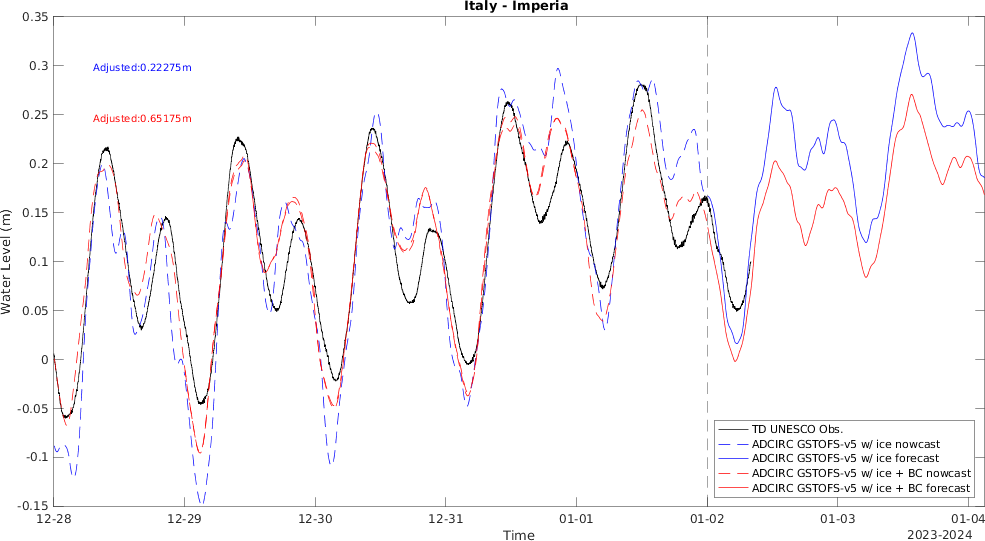 Italy - Imperia
0.35
0.3
0.25
0.2
0.15
0.1
0.05
0
-0.05
-0.1
-0.15
Water Level (m)
Adjusted:0.22275m
Adjusted:0.65175m
TD UNESCO Obs.
ADCIRC GSTOFS-v5 w/ ice nowcast
ADCIRC GSTOFS-v5 w/ ice forecast
ADCIRC GSTOFS-v5 w/ ice + BC nowcast
ADCIRC GSTOFS-v5 w/ ice + BC forecast
12-28 12-29 12-30 12-31 01-01 01-02 01-03 01-04
Time
2023-2024